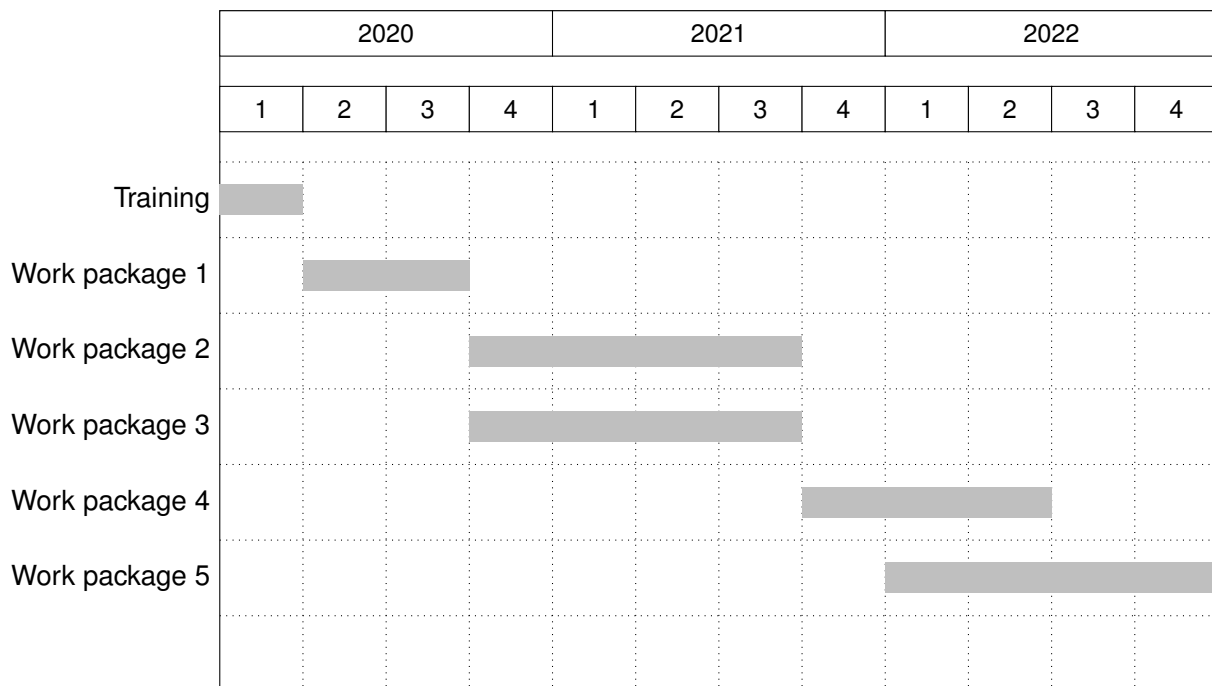 2020 2021 2022
1 2 3 4 1 2 3 4 1 2 3 4
Training
Work package 1
Work package 2
Work package 3
Work package 4
Work package 5